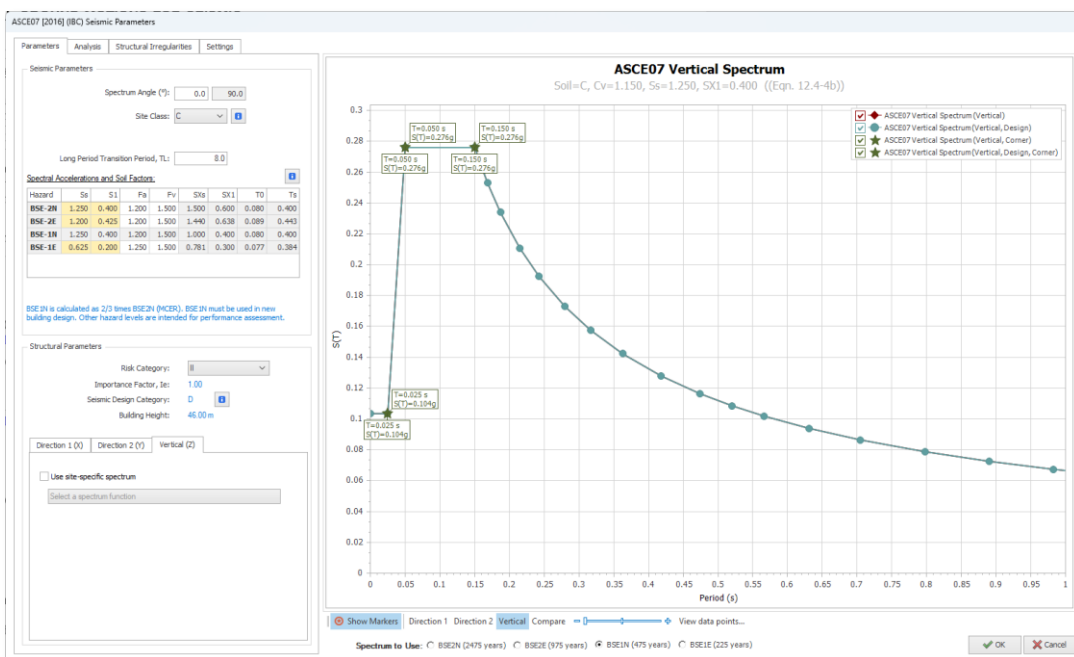 ASCE07 [2016] (IBC) Seismic Parameters
Parameters Analysis Structural Irregularities Settings
Seismic Parameters
Spectrum Angle (°): 0.0 90.0
Site Class: C
Long Period Transition Period, TL: 8.0
Spectral Accelerations and Soil Factors:
Hazard Ss S1 Fa Fv SXs SX1 T0 Ts
BSE-2N 1.250 0.400 1.200 1.500 1.500 0.600 0.080 0.400
BSE-2E 1.200 0.425 1.200 1.500 1.440 0.638 0.089 0.443
BSE-1N 1.250 0.400 1.200 1.500 1.000 0.400 0.080 0.400
BSE-1E 0.625 0.200 1.250 1.500 0.781 0.300 0.077 0.384
BSE1N is calculated as 2/3 times BSE2N (MCER). BSE1N must be used in new
building design. Other hazard levels are intended for performance assessment.
Structural Parameters
Risk Category: II
Importance Factor, Ie: 1.00
Seismic Design Category: D
Building Height: 46.00 m
Direction 1 (X) Direction 2 (Y) Vertical (Z)
Use site-specific spectrum
Select a spectrum function
ASCE07 Vertical Spectrum
Soil=C, Cv=1.150, Ss=1.250, SX1=0.400 ((Eqn. 12.4-4b))
ASCE07 Vertical Spectrum (Vertical)
ASCE07 Vertical Spectrum (Vertical, Design)
ASCE07 Vertical Spectrum (Vertical, Corner)
ASCE07 Vertical Spectrum (Vertical, Design, Corner)
T=0.050 s
S(T)=0.276g
T=0.150 s
S(T)=0.276g
T=0.050 s
S(T)=0.276g
T=0.150 s
S(T)=0.276g
T=0.025 s
S(T)=0.104g
T=0.025 s
S(T)=0.104g
S(T)
0.3
0.28
0.26
0.24
0.22
0.2
0.18
0.16
0.14
0.12
0.1
0.08
0.06
0.04
0.02
0
0 0.05 0.1 0.15 0.2 0.25 0.3 0.35 0.4 0.45 0.5 0.55 0.6 0.65 0.7 0.75 0.8 0.85 0.9 0.95 1
Period (s)
Show Markers Direction 1 Direction 2 Vertical Compare View data points...
Spectrum to Use: BSE2N (2475 years) BSE2E (975 years) BSE1N (475 years) BSE1E (225 years)
OK Cancel